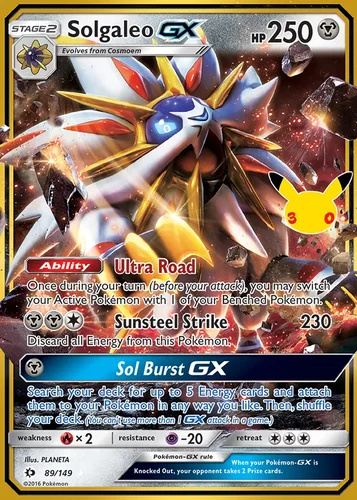 STAGE2 Solgaleo GX HP 250
Evolves from Cosmoem
3 0
Ability Ultra Road
Once during your turn (before your attack), you may switch
your Active Pokémon with 1 of your Benched Pokémon.
Sunsteel Strike 230
Discard all Energy from this Pokémon.
Sol Burst GX
Search your deck for up to 5 Energy cards and attach
them to your Pokémon in any way you like. Then, shuffle
your deck. (You can't use more than 1 GX attack in a game.)
weakness ×2 resistance -20 retreat
Illus. PLANETA
Pokémon-GX rule
89/149
When your Pokémon-GX is
Knocked Out, your opponent takes 2 Prize cards.
©2016 Pokémon